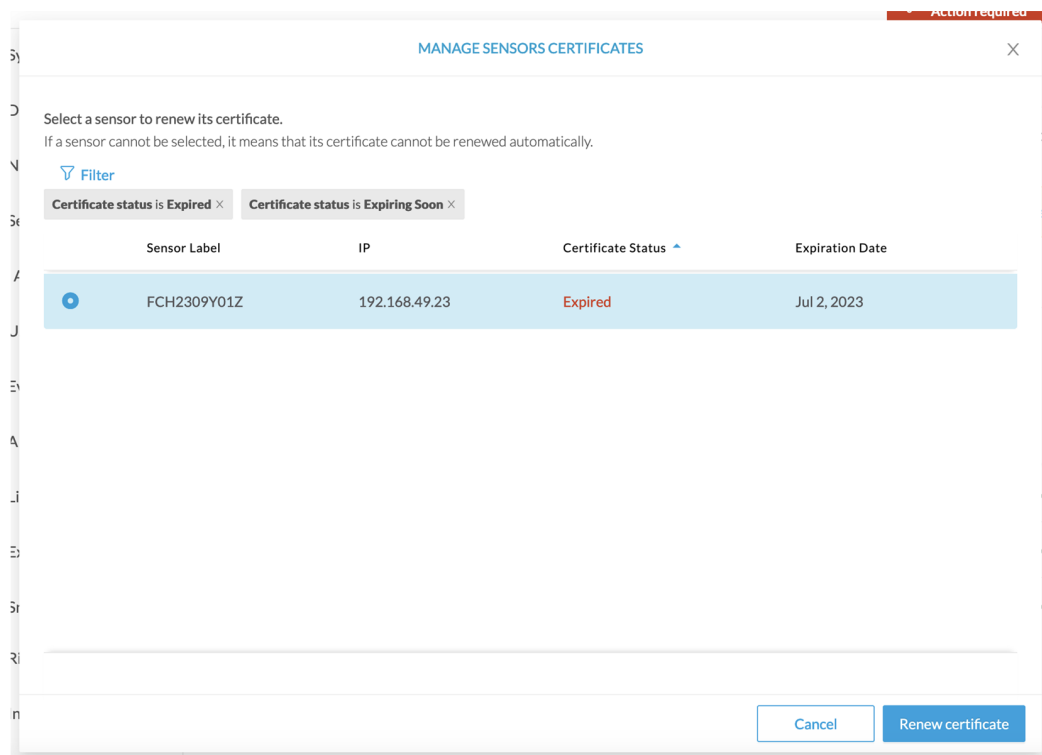 Action required
MANAGE SENSORS CERTIFICATES
Select a sensor to renew its certificate.
If a sensor cannot be selected, it means that its certificate cannot be renewed automatically.
Filter
Certificate status is Expired × Certificate status is Expiring Soon ×
Sensor Label IP Certificate Status Expiration Date
FCH2309Y01Z 192.168.49.23 Expired Jul 2, 2023
Cancel Renew certificate